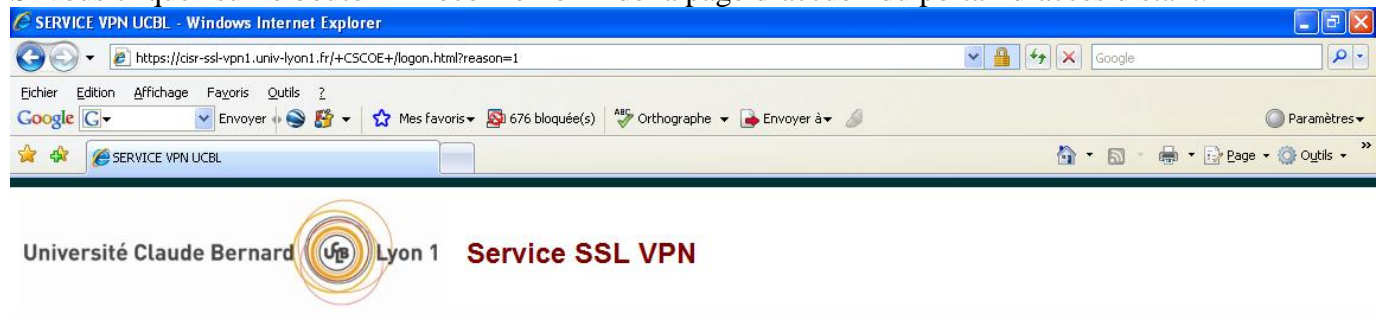 SERVICE VPN UCBL - Windows Internet Explorer
https://cisr-ssl-vpn1.univ-lyon1.fr/+CSCOE+/logon.html?reason=1
Google
Fichier Edition Affichage Favoris Outils ?
Google G Envoyer Mes favoris 676 bloquée(s) ABC Orthographe Envoyer à Paramètres
SERVICE VPN UCBL Page Outils »
Université Claude Bernard UCB Lyon 1 Service SSL VPN